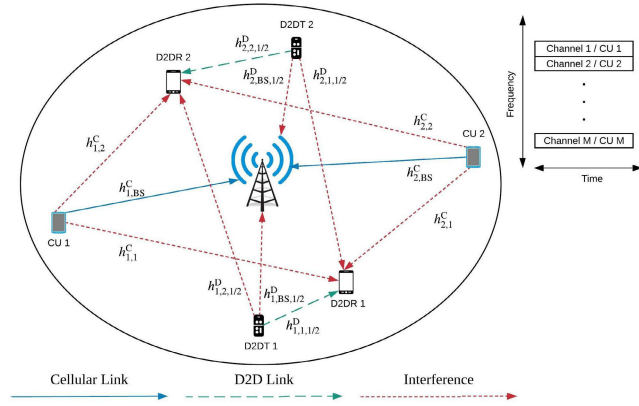 D2DT 2
D2DR 2
h^D_{2,2,1/2}
h^D_{2,BS,1/2}
h^D_{2,1,1/2}
Frequency
Channel 1 / CU 1
Channel 2 / CU 2
Channel M / CU M
Time
h^C_{1,2}
h^C_{2,2}
CU 2
h^C_{1,BS}
h^C_{2,BS}
h^C_{2,1}
CU 1
h^C_{1,1}
h^D_{1,2,1/2}
h^D_{1,BS,1/2}
D2DR 1
h^D_{1,1,1/2}
D2DT 1
Cellular Link
D2D Link
Interference